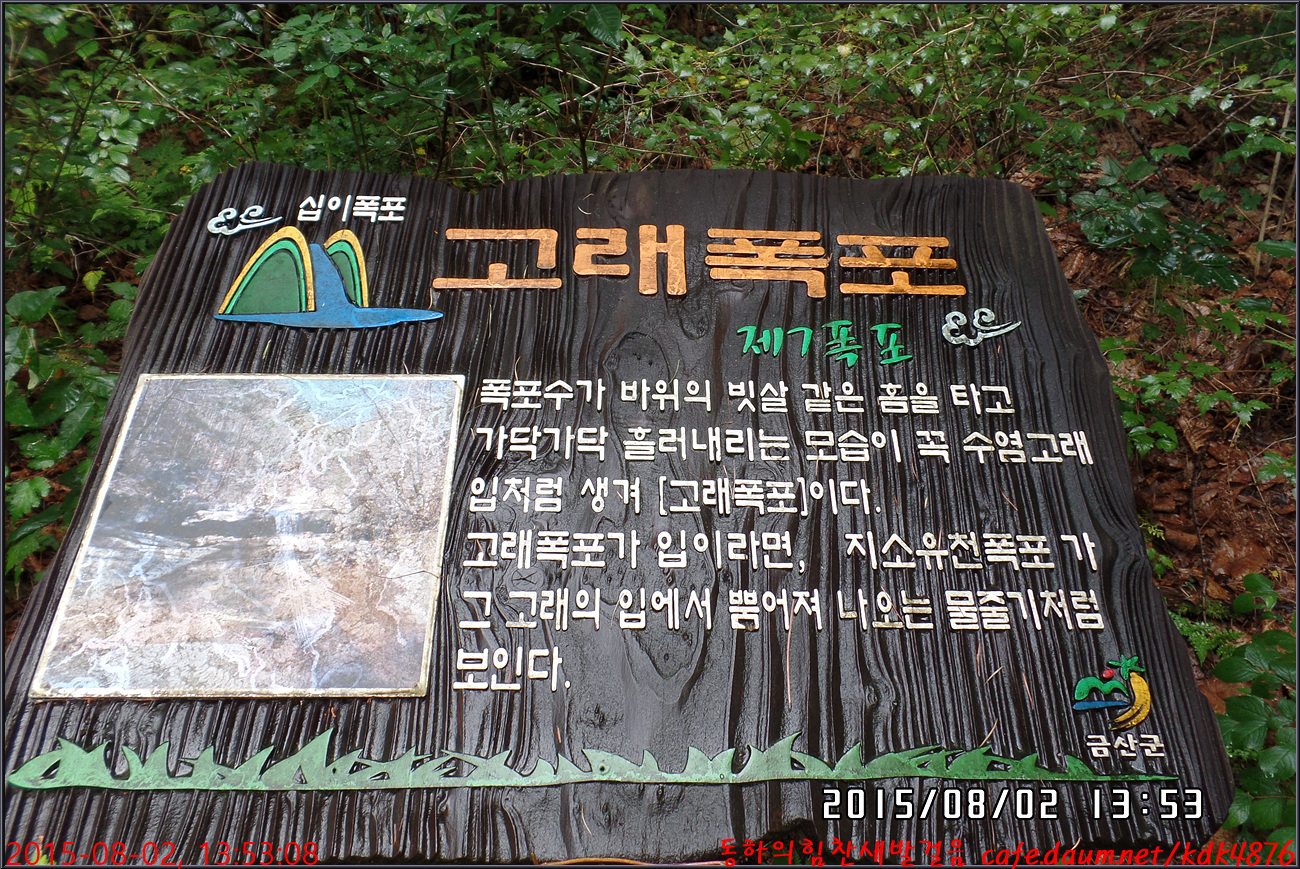 십이폭포
고래폭포
제7폭포
폭포수가 바위의 빗살 같은 홈을 타고
가닥가닥 흘러내리는 모습이 꼭 수염고래
입처럼 생겨 [고래폭포]이다.
고래폭포가 입이라면, 지소유천폭포가
그 고래의 입에서 뿜어져 나오는 물줄기처럼
보인다.
금산군
2015/08/02 13:53
2015-08-02, 13:53:08
동하의힘찬새발걸음 cafe.daum.net/kdk4876